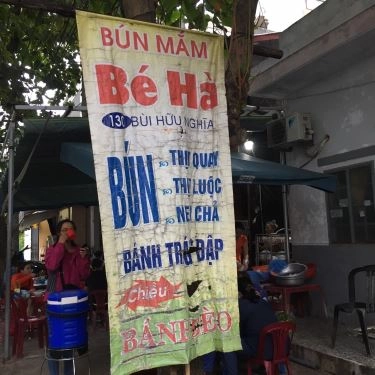 BÚN MẮM
Bé Hà
130 BÙI HỮU NGHĨA
BÚN
THỊT QUAY
THỊT LUỘC
NEM CHẢ
BÁNH TRÁNG ĐẬP
Chiều
BÁNH BÈO